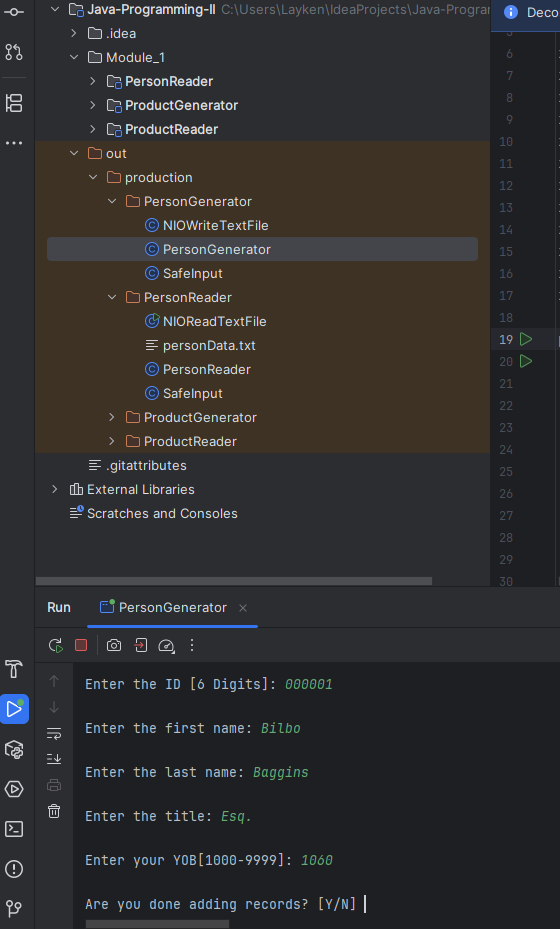 Java-Programming-II C:\Users\Layken\IdeaProjects\Java-Progran
.idea
Module_1
PersonReader
ProductGenerator
ProductReader
out
production
PersonGenerator
NIOWriteTextFile
PersonGenerator
SafeInput
PersonReader
NIOReadTextFile
personData.txt
PersonReader
SafeInput
ProductGenerator
ProductReader
.gitattributes
External Libraries
Scratches and Consoles
Deco
6
7
8
9
10
11
12
13
14
15
16
17
18
19
20
21
22
23
24
25
26
27
28
29
30
Run PersonGenerator
Enter the ID [6 Digits]: 000001
Enter the first name: Bilbo
Enter the last name: Baggins
Enter the title: Esq.
Enter your YOB[1000-9999]: 1060
Are you done adding records? [Y/N]